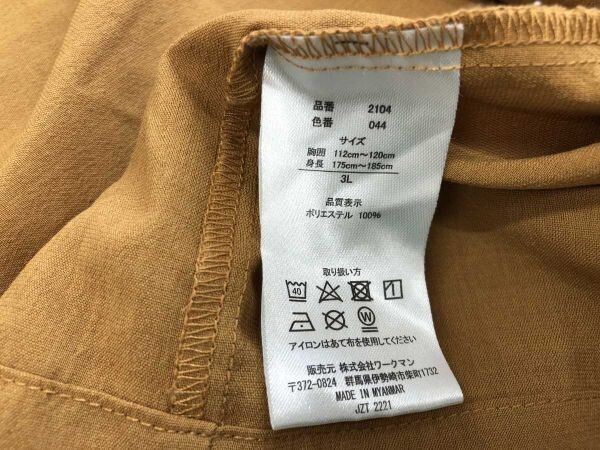 品番 2104
色番 044
サイズ
胸囲 112cm〜120cm
身長 175cm〜185cm
3L
品質表示
ポリエステル 100%
取り扱い方
40
W
アイロンはあて布を使用してください
販売元 株式会社ワークマン
〒372-0824 群馬県伊勢崎市柴町1732
MADE IN MYANMAR
JZT 2221